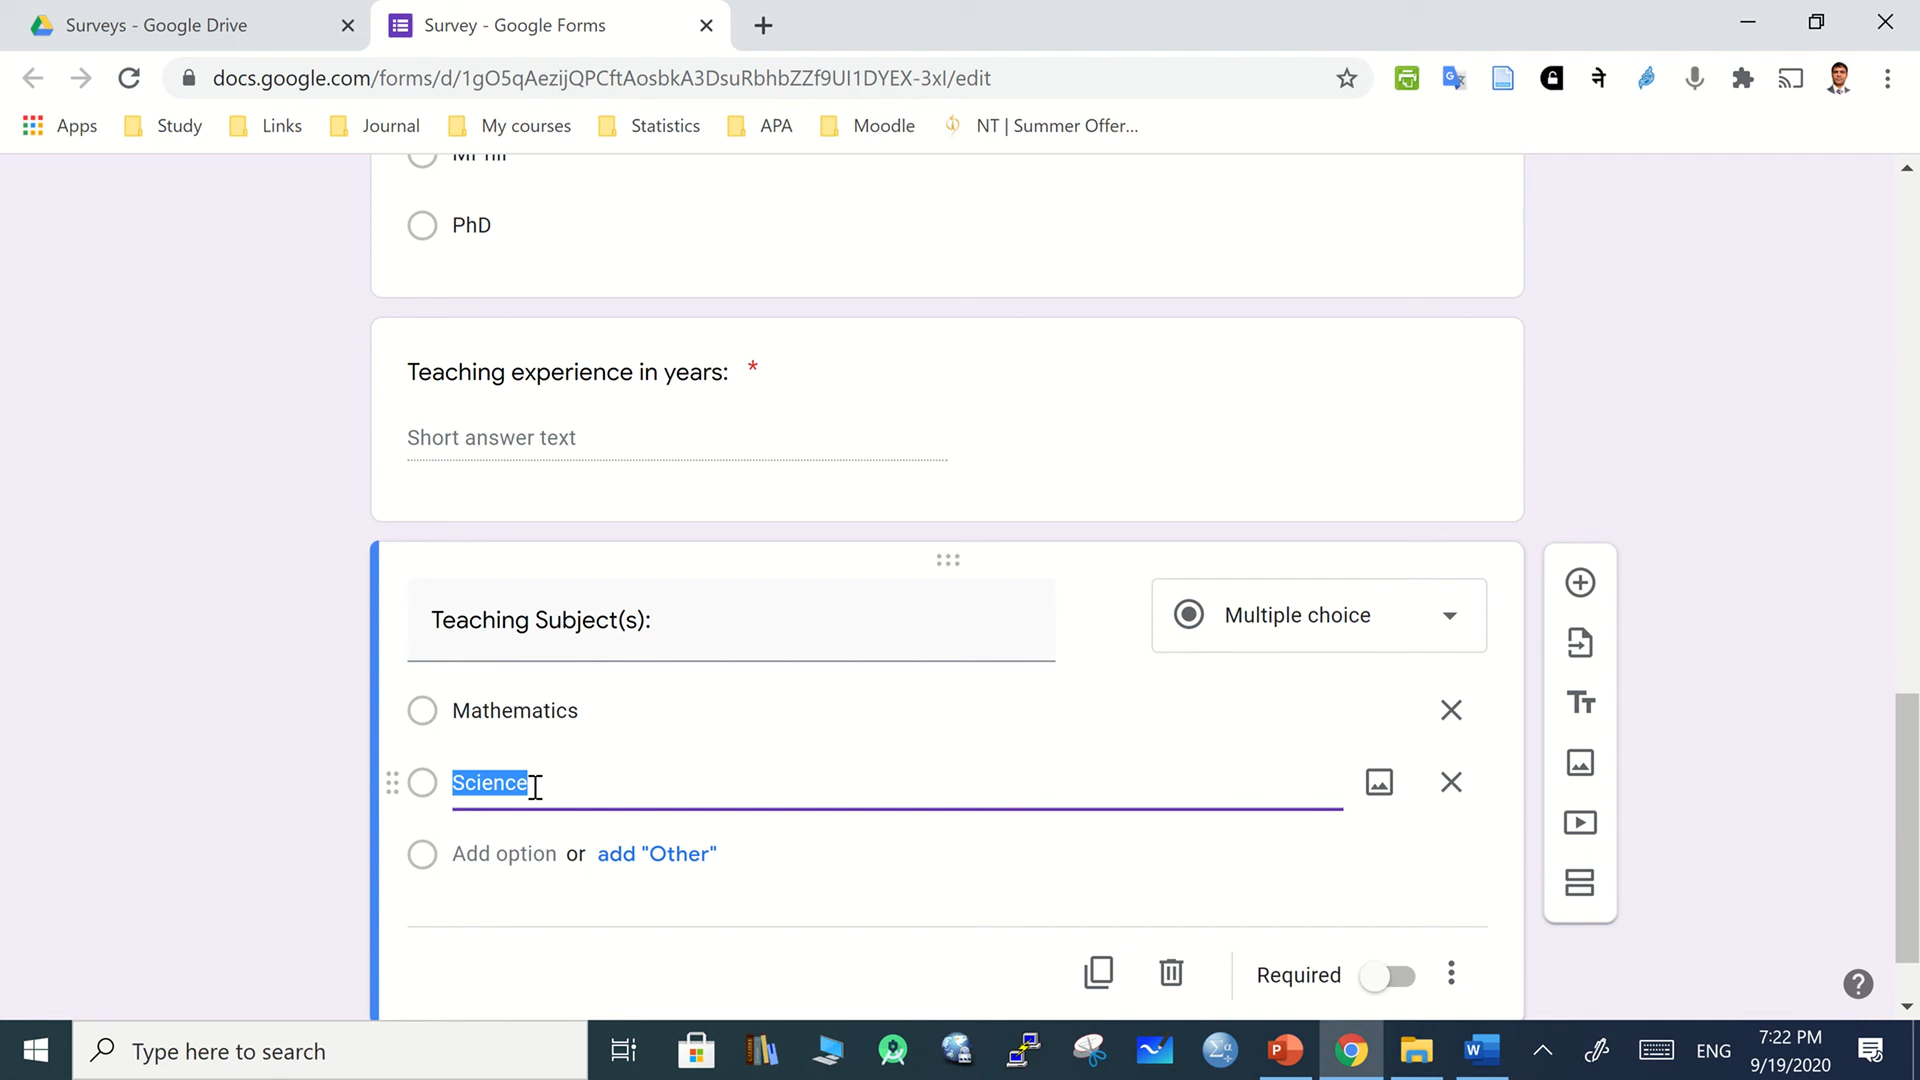 Surveys - Google Drive
Survey - Google Forms
docs.google.com/forms/d/1gO5qAezijQPCftAosbkA3DsuRbhbZZf9UI1DYEX-3xI/edit
Apps
Study
Links
Journal
My courses
Statistics
APA
Moodle
NT | Summer Offer...
PhD
Teaching experience in years: *
Short answer text
Teaching Subject(s):
Multiple choice
Mathematics
Science
Add option or add "Other"
Required
Type here to search
ENG
7:22 PM
9/19/2020